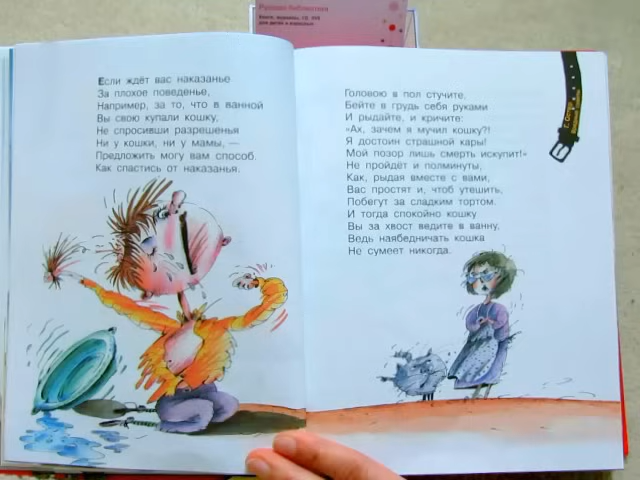 Русская библиотека
Если ждёт вас наказанье
За плохое поведенье,
Например, за то, что в ванной
Вы свою купали кошку,
Не спросивши разрешенья
Ни у кошки, ни у мамы, —
Предложить могу вам способ,
Как спастись от наказанья.
Головою в пол стучите,
Бейте в грудь себя руками
И рыдайте, и кричите:
«Ах, зачем я мучил кошку?!
Я достоин страшной кары!
Мой позор лишь смерть искупит!»
Не пройдёт и полминуты,
Как, рыдая вместе с вами,
Вас простят и, чтоб утешить,
Побегут за сладким тортом.
И тогда спокойно кошку
Вы за хвост ведите в ванну,
Ведь наябедничать кошка
Не сумеет никогда.